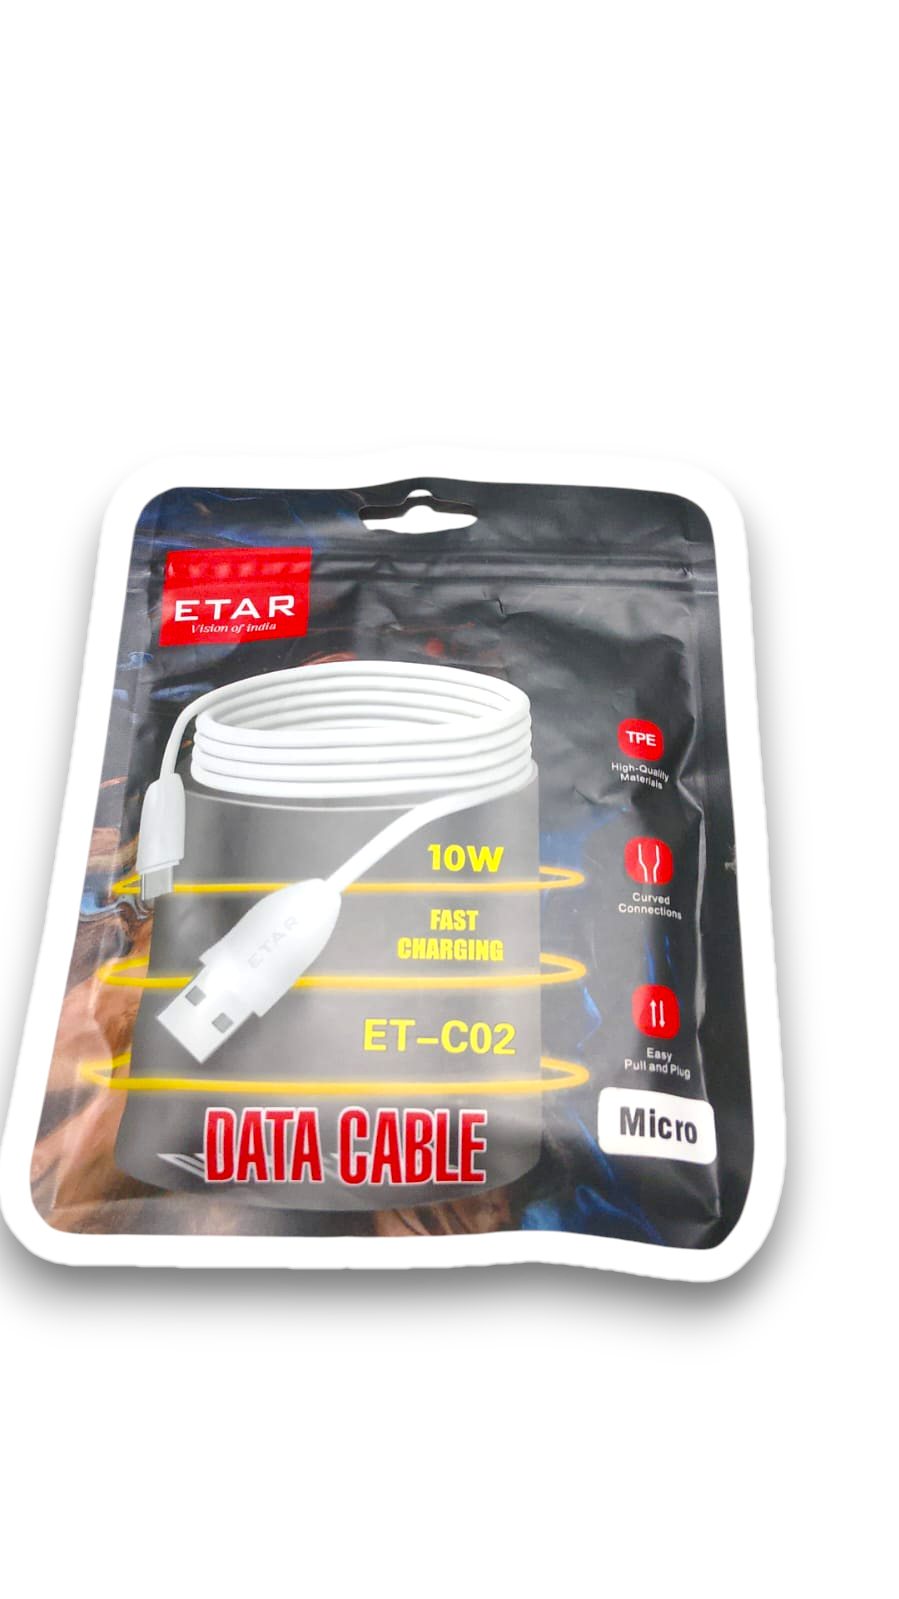 ETAR
Vision of india
TPE
High-Quality
Materials
10W
FAST
CHARGING
Curved
Connections
ETAR
ET-C02
Easy
Pull and Plug
Micro
DATA CABLE